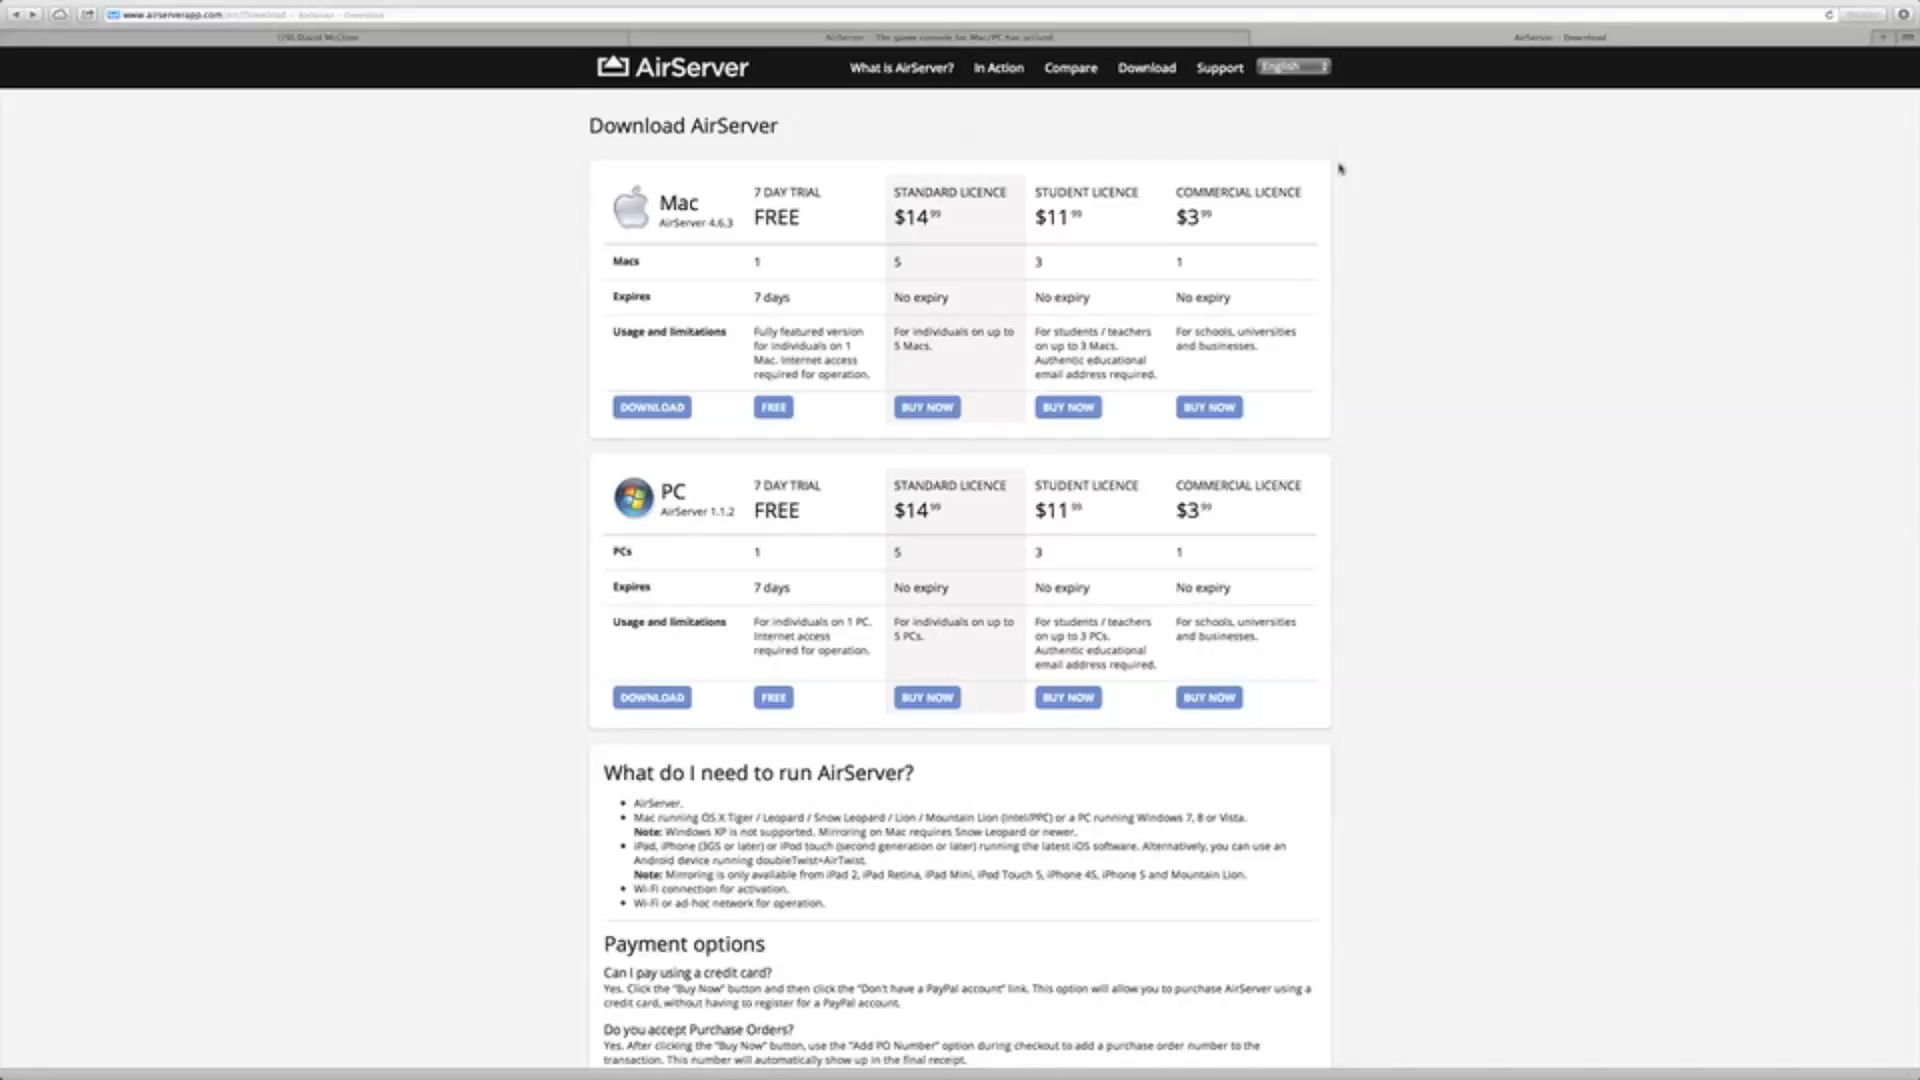 www.airserverapp.com
AirServer
What is AirServer?
In Action
Compare
Download
Support
English
Download AirServer
Mac
AirServer 4.6.3
7 DAY TRIAL
FREE
STANDARD LICENCE
$14 99
STUDENT LICENCE
$11 99
COMMERCIAL LICENCE
$3 99
Macs
1
5
3
1
Expires
7 days
No expiry
No expiry
No expiry
Usage and limitations
Fully featured version
for individuals on 1
Mac. Internet access
required for operation.
For individuals on up to
5 Macs.
For students / teachers
on up to 3 Macs.
Authentic educational
email address required.
For schools, universities
and businesses.
DOWNLOAD
FREE
BUY NOW
BUY NOW
BUY NOW
PC
AirServer 1.1.2
7 DAY TRIAL
FREE
STANDARD LICENCE
$14 99
STUDENT LICENCE
$11 99
COMMERCIAL LICENCE
$3 99
PCs
1
5
3
1
Expires
7 days
No expiry
No expiry
No expiry
Usage and limitations
For individuals on 1 PC.
Internet access
required for operation.
For individuals on up to
5 PCs.
For students / teachers
on up to 3 PCs.
Authentic educational
email address required.
For schools, universities
and businesses.
DOWNLOAD
FREE
BUY NOW
BUY NOW
BUY NOW
What do I need to run AirServer?
• AirServer.
• Mac running OS X Tiger / Leopard / Snow Leopard / Lion / Mountain Lion (Intel/PPC) or a PC running Windows 7, 8 or Vista.
Note: Windows XP is not supported. Mirroring on Mac requires Snow Leopard or newer.
• iPad, iPhone (3GS or later) or iPod touch (second generation or later) running the latest iOS software. Alternatively, you can use an
Android device running doubleTwist+AirTwist.
Note: Mirroring is only available from iPad 2, iPad Retina, iPad Mini, iPod Touch 5, iPhone 4S, iPhone 5 and Mountain Lion.
• Wi-Fi connection for activation.
• Wi-Fi or ad-hoc network for operation.
Payment options
Can I pay using a credit card?
Yes. Click the "Buy Now" button and then click the "Don't have a PayPal account" link. This option will allow you to purchase AirServer using a
credit card, without having to register for a PayPal account.
Do you accept Purchase Orders?
Yes. After clicking the "Buy Now" button, use the "Add PO Number" option during checkout to add a purchase order number to the
transaction. This number will automatically show up in the final receipt.